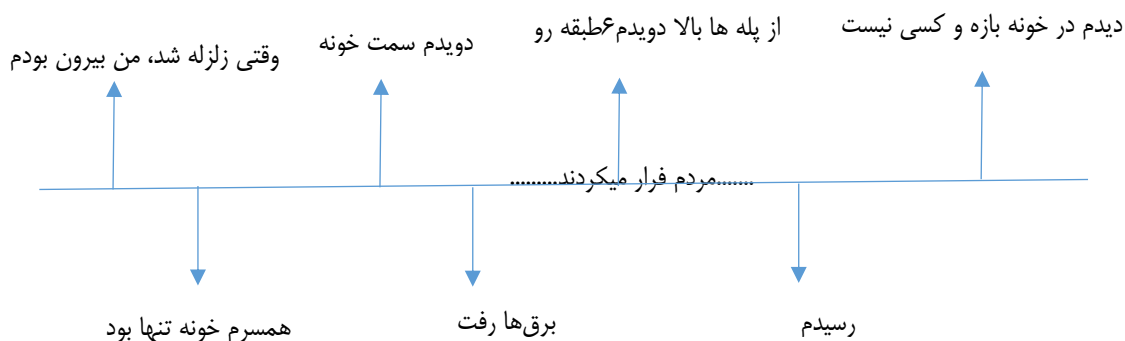 وقتی زلزله شد، من بیرون بودم
همسرم خونه تنها بود
دویدم سمت خونه
برق‌ها رفت
از پله ها بالا دویدم۶طبقه رو
.......مردم فرار میکردند.........
رسیدم
دیدم در خونه بازه و کسی نیست